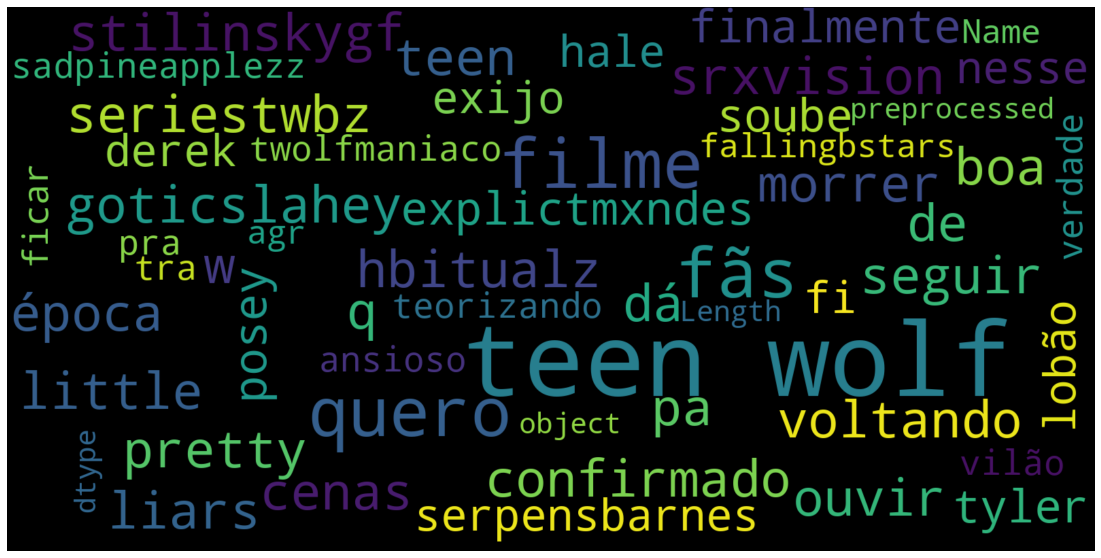 stilinskygf
finalmente
Name
teen
hale
sadpineapplezz
srxvision
nesse
exijo
seriestwbz
soube
preprocessed
derek
twolfmaniaco
filme
fallingbstars
boa
verdade
morrer
ficar
goticslahey
explictmxndes
de
agr
pra
tra
w
hbitualz
fãs
seguir
posey
época
q
teorizando
dá
Length
fi
lobão
ansioso
teen wolf
little
quero
object
pa
voltando
pretty
dtype
cenas
confirmado
vilão
liars
serpensbarnes
ouvir
tyler